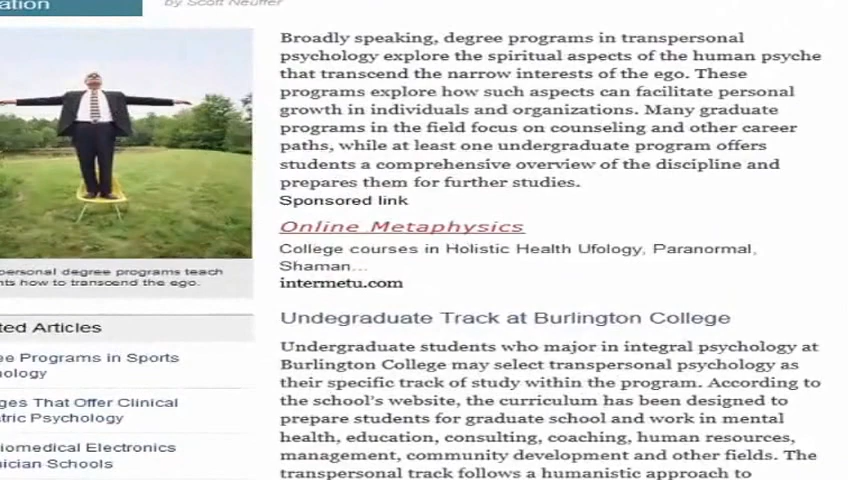 ation
by Scott Neuffer
Broadly speaking, degree programs in transpersonal
psychology explore the spiritual aspects of the human psyche
that transcend the narrow interests of the ego. These
programs explore how such aspects can facilitate personal
growth in individuals and organizations. Many graduate
programs in the field focus on counseling and other career
paths, while at least one undergraduate program offers
students a comprehensive overview of the discipline and
prepares them for further studies.
Sponsored link
Online Metaphysics
College courses in Holistic Health Ufology, Paranormal,
Shaman...
intermetu.com
Undegraduate Track at Burlington College
Undergraduate students who major in integral psychology at
Burlington College may select transpersonal psychology as
their specific track of study within the program. According to
the school's website, the curriculum has been designed to
prepare students for graduate school and work in mental
health, education, consulting, coaching, human resources,
management, community development and other fields. The
transpersonal track follows a humanistic approach to
personal degree programs teach
nts how to transcend the ego.
ted Articles
ee Programs in Sports
hology
ges That Offer Clinical
atric Psychology
iomedical Electronics
nician Schools